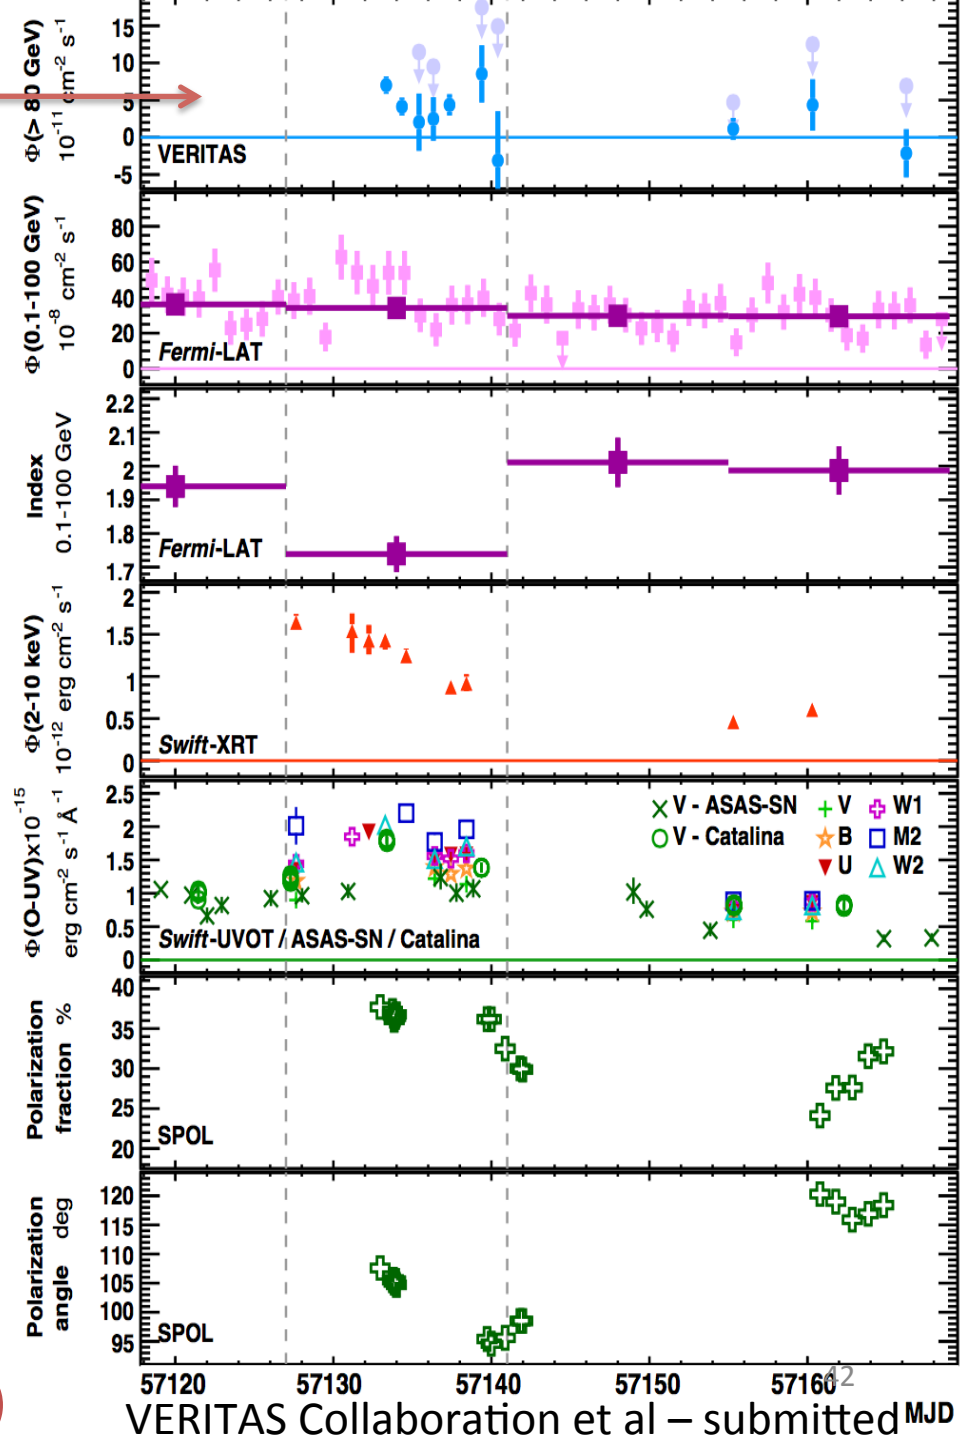 Φ(> 80 GeV)
10⁻¹¹ cm⁻² s⁻¹
15
10
5
0
-5
VERITAS
Φ(0.1-100 GeV)
10⁻⁸ cm⁻² s⁻¹
80
60
40
20
0
Fermi-LAT
Index
0.1-100 GeV
2.2
2.1
2
1.9
1.8
1.7
Fermi-LAT
Φ(2-10 keV)
10⁻¹² erg cm⁻² s⁻¹
2
1.5
1
0.5
0
Swift-XRT
Φ(O-UV)×10⁻¹⁵
erg cm⁻² s⁻¹ Å⁻¹
2.5
2
1.5
1
0.5
0
V - ASAS-SN V W1
V - Catalina B M2
U W2
Swift-UVOT / ASAS-SN / Catalina
Polarization
fraction %
40
35
30
25
20
SPOL
Polarization
angle deg
120
115
110
105
100
95
SPOL
57120 57130 57140 57150 57160
42
VERITAS Collaboration et al – submitted MJD